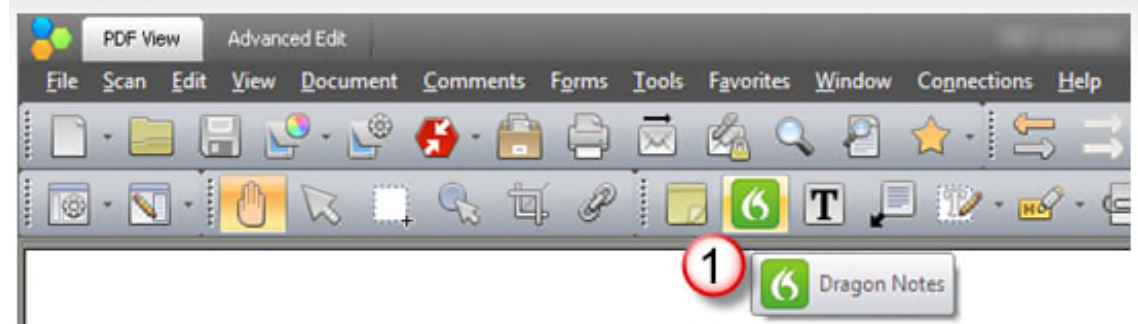 PDF View Advanced Edit
File Scan Edit View Document Comments Forms Tools Favorites Window Connections Help
T
1 Dragon Notes